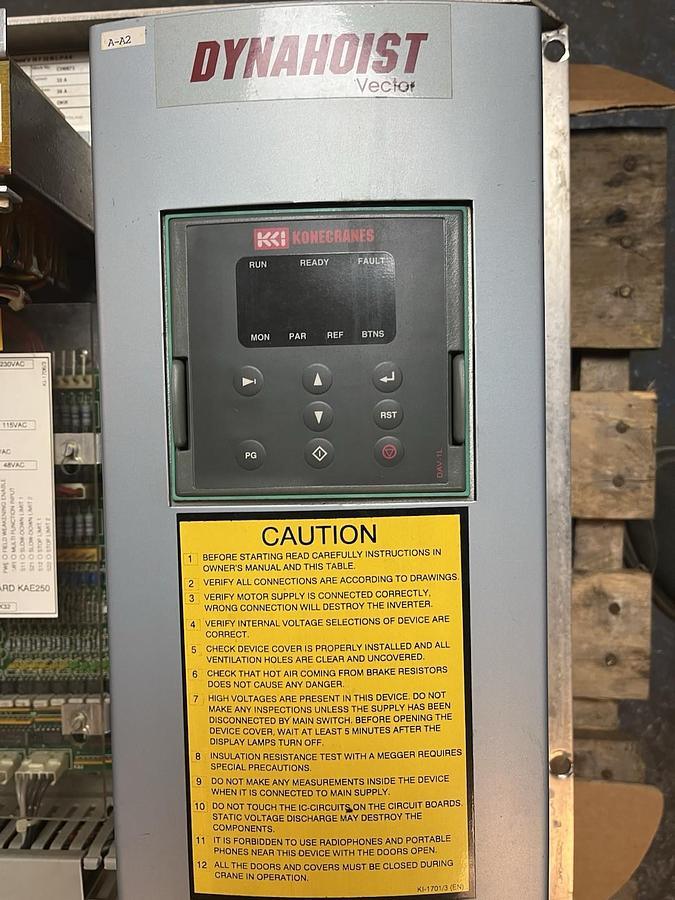 A-A2
DYNAHOIST
Vector
KONECRANES
RUN READY FAULT
MON PAR REF BTNS
RST
PG
DAV-1L
230VAC
115VAC
48VAC
KAE250
CAUTION
1 BEFORE STARTING READ CAREFULLY INSTRUCTIONS IN
OWNER'S MANUAL AND THIS TABLE.
2 VERIFY ALL CONNECTIONS ARE ACCORDING TO DRAWINGS.
3 VERIFY MOTOR SUPPLY IS CONNECTED CORRECTLY,
WRONG CONNECTION WILL DESTROY THE INVERTER.
4 VERIFY INTERNAL VOLTAGE SELECTIONS OF DEVICE ARE
CORRECT.
5 CHECK DEVICE COVER IS PROPERLY INSTALLED AND ALL
VENTILATION HOLES ARE CLEAR AND UNCOVERED.
6 CHECK THAT HOT AIR COMING FROM BRAKE RESISTORS
DOES NOT CAUSE ANY DANGER.
7 HIGH VOLTAGES ARE PRESENT IN THIS DEVICE. DO NOT
MAKE ANY INSPECTIONS UNLESS THE SUPPLY HAS BEEN
DISCONNECTED BY MAIN SWITCH. BEFORE OPENING THE
DEVICE COVER, WAIT AT LEAST 5 MINUTES AFTER THE
DISPLAY LAMPS TURN OFF.
8 INSULATION RESISTANCE TEST WITH A MEGGER REQUIRES
SPECIAL PRECAUTIONS.
9 DO NOT MAKE ANY MEASUREMENTS INSIDE THE DEVICE
WHEN IT IS CONNECTED TO MAIN SUPPLY.
10 DO NOT TOUCH THE IC-CIRCUITS ON THE CIRCUIT BOARDS.
STATIC VOLTAGE DISCHARGE MAY DESTROY THE
COMPONENTS.
11 IT IS FORBIDDEN TO USE RADIOPHONES AND PORTABLE
PHONES NEAR THIS DEVICE WITH THE DOORS OPEN.
12 ALL THE DOORS AND COVERS MUST BE CLOSED DURING
CRANE IN OPERATION.
KI-1701/3 (EN)